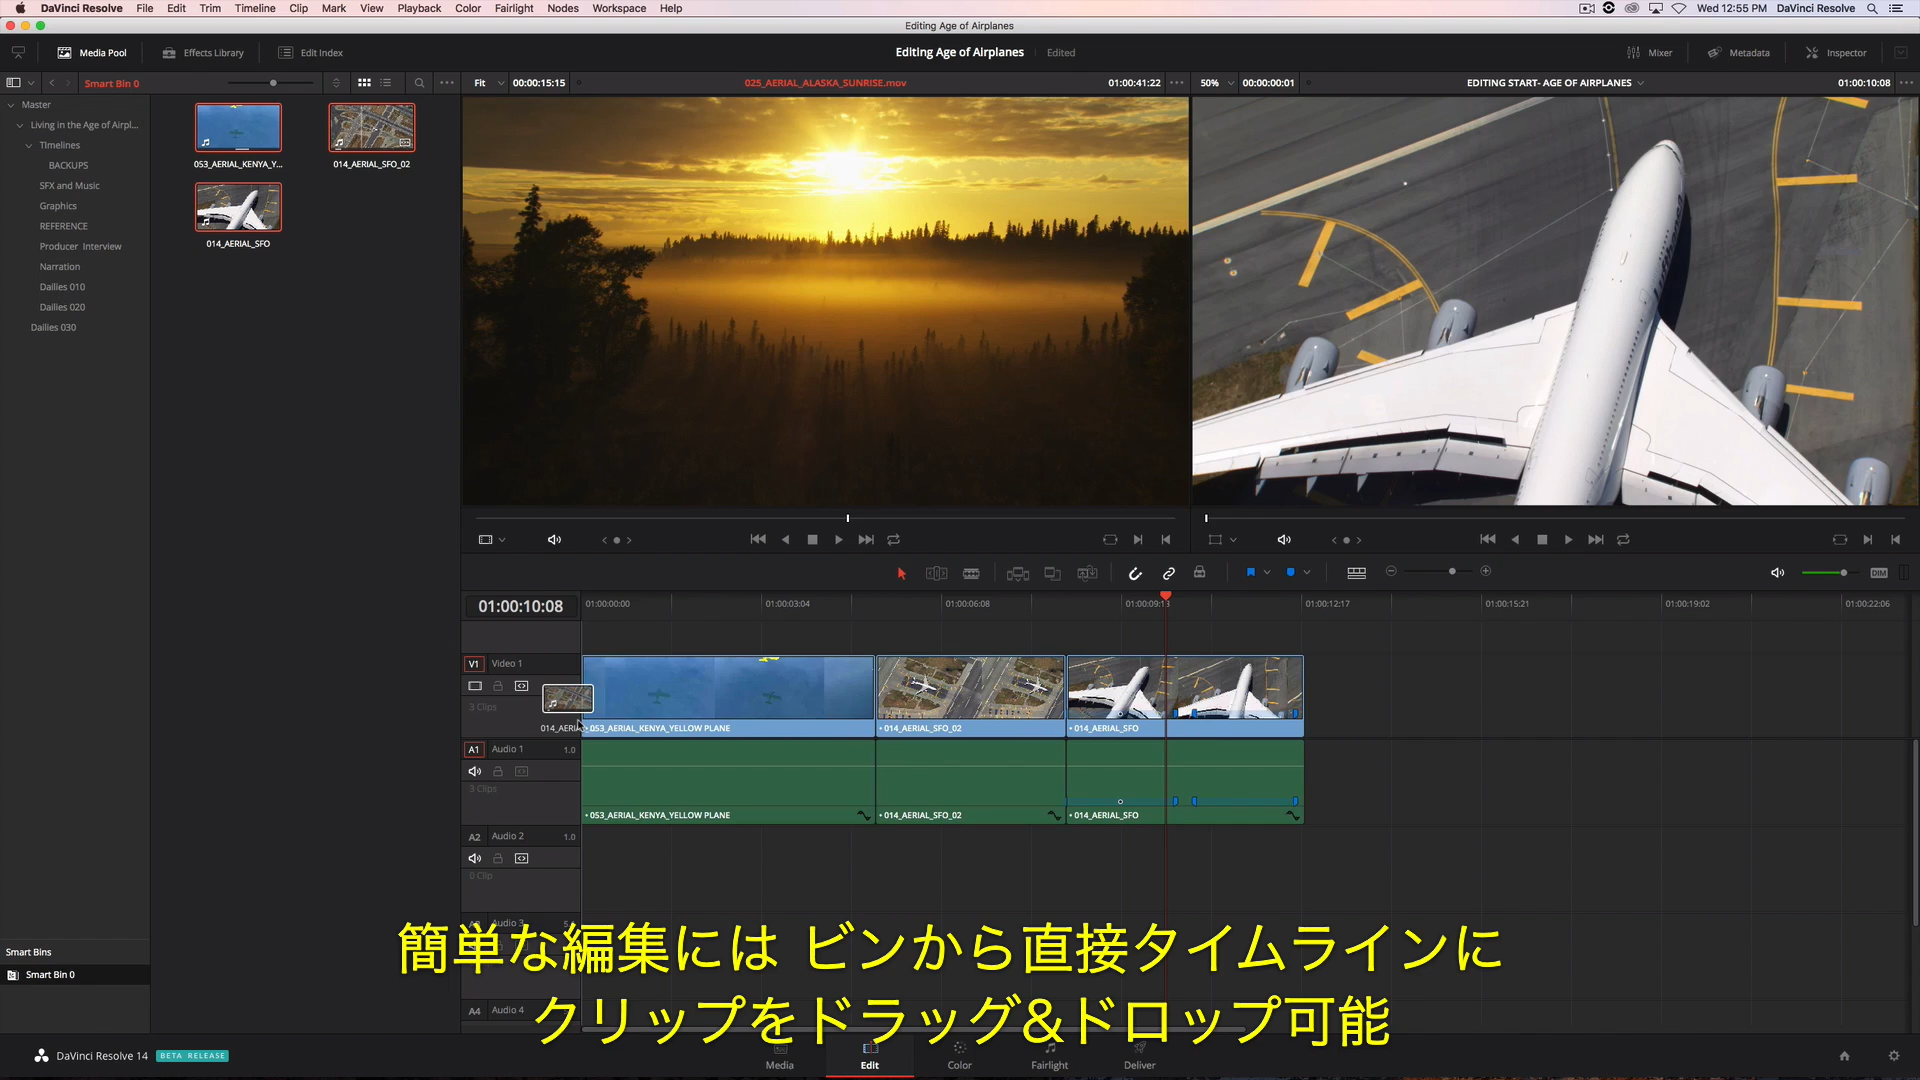 DaVinci Resolve File Edit Trim Timeline Clip Mark View Playback Color Fairlight Nodes Workspace Help Wed 12:55 PM DaVinci Resolve
Editing Age of Airplanes
Media Pool Effects Library Edit Index Editing Age of Airplanes Edited Mixer Metadata Inspector
Smart Bin 0 Fit 00:00:15:15 025_AERIAL_ALASKA_SUNRISE.mov 01:00:41:22 50% 00:00:00:01 EDITING START- AGE OF AIRPLANES 01:00:10:08
Master
Living in the Age of Airpl...
Timelines
BACKUPS
SFX and Music
Graphics
REFERENCE
Producer Interview
Narration
Dailies 010
Dailies 020
Dailies 030
053_AERIAL_KENYA_Y... 014_AERIAL_SFO_02
014_AERIAL_SFO
DIM
01:00:10:08 01:00:00:00 01:00:03:04 01:00:06:08 01:00:09:13 01:00:12:17 01:00:15:21 01:00:19:02 01:00:22:06
V1 Video 1
3 Clips
014_AERI 053_AERIAL_KENYA_YELLOW PLANE 014_AERIAL_SFO_02 014_AERIAL_SFO
A1 Audio 1 1.0
3 Clips
053_AERIAL_KENYA_YELLOW PLANE 014_AERIAL_SFO_02 014_AERIAL_SFO
A2 Audio 2 1.0
0 Clip
Audio 3
簡単な編集には ビンから直接タイムラインに
クリップをドラッグ&ドロップ可能
A4 Audio 4
Smart Bins
Smart Bin 0
DaVinci Resolve 14 BETA RELEASE
Media Edit Color Fairlight Deliver